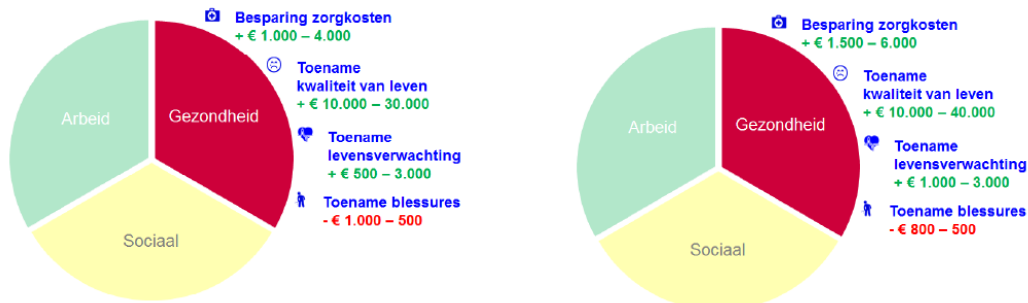 Besparing zorgkosten
+ € 1.000 – 4.000
Toename
kwaliteit van leven
+ € 10.000 – 30.000
Arbeid
Gezondheid
Toename
levensverwachting
+ € 500 – 3.000
Toename blessures
- € 1.000 – 500
Sociaal
Besparing zorgkosten
+ € 1.500 – 6.000
Toename
kwaliteit van leven
+ € 10.000 – 40.000
Arbeid
Gezondheid
Toename
levensverwachting
+ € 1.000 – 3.000
Toename blessures
- € 800 – 500
Sociaal